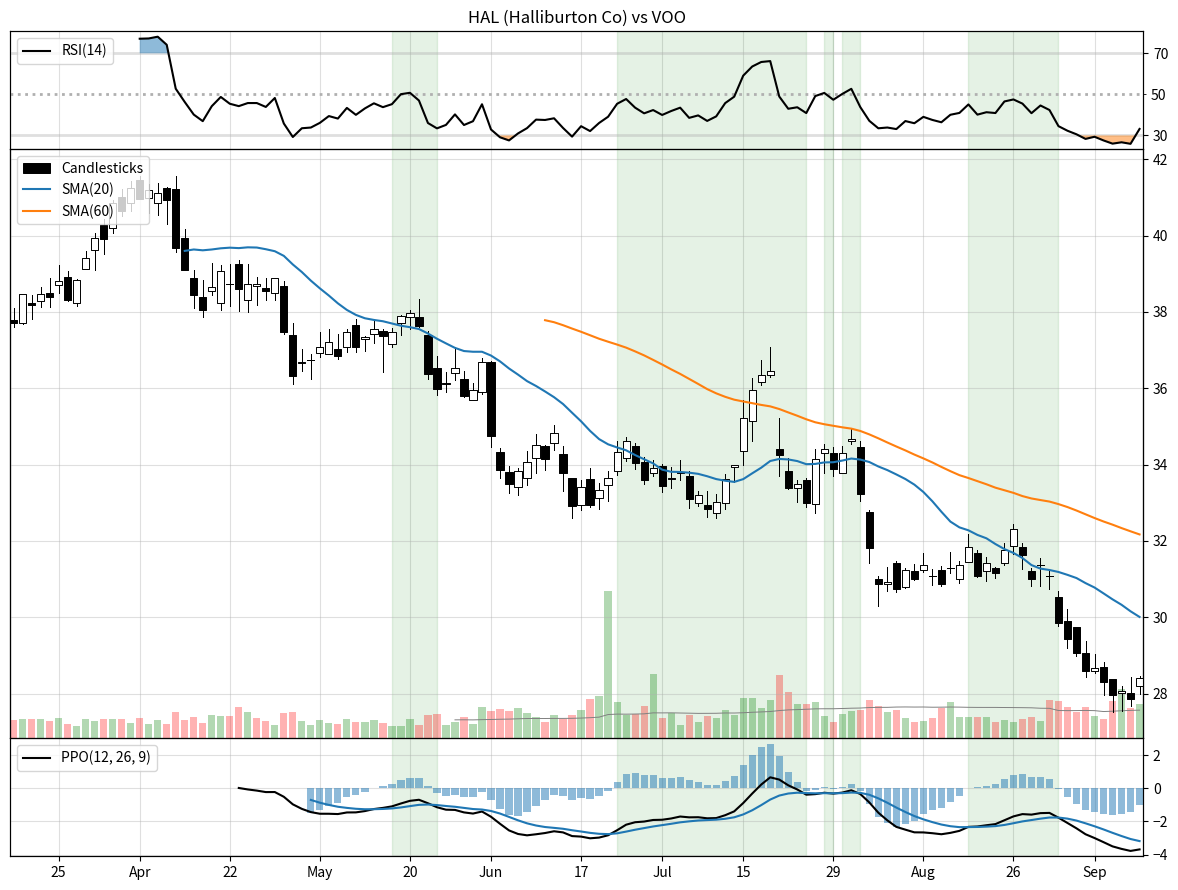 HAL (Halliburton Co) vs VOO
RSI(14)
70
50
30
Candlesticks
SMA(20)
SMA(60)
42
40
38
36
34
32
30
28
PPO(12, 26, 9)
2
0
−2
−4
25 Apr 22 May 20 Jun 17 Jul 15 29 Aug 26 Sep